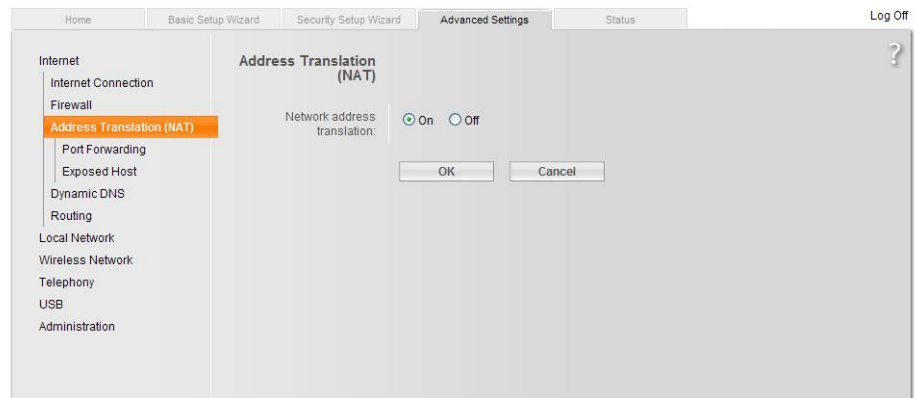 Home
Basic Setup Wizard
Security Setup Wizard
Advanced Settings
Status
Log Off
?
Internet
Internet Connection
Firewall
Address Translation (NAT)
Port Forwarding
Exposed Host
Dynamic DNS
Routing
Local Network
Wireless Network
Telephony
USB
Administration
Address Translation
(NAT)
Network address
translation:
On
Off
OK
Cancel